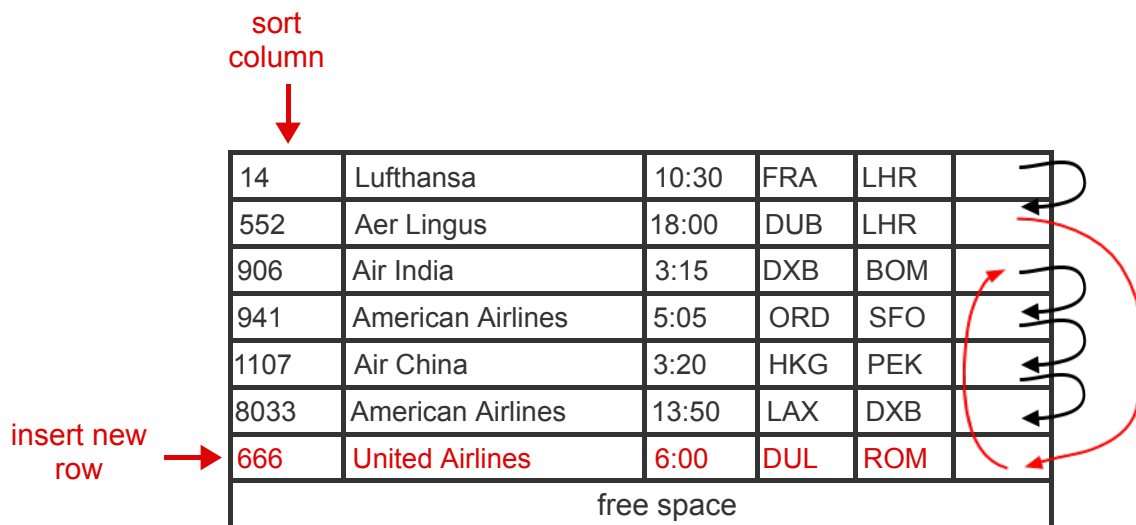 sort
column
14 Lufthansa 10:30 FRA LHR
552 Aer Lingus 18:00 DUB LHR
906 Air India 3:15 DXB BOM
941 American Airlines 5:05 ORD SFO
1107 Air China 3:20 HKG PEK
8033 American Airlines 13:50 LAX DXB
insert new
row
666 United Airlines 6:00 DUL ROM
free space